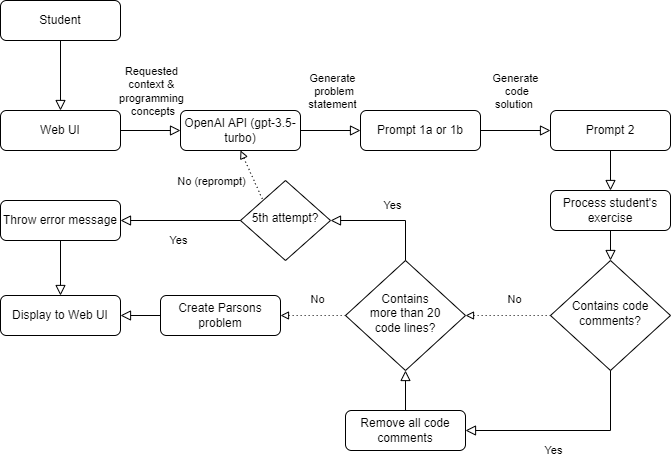 Student
Requested
context &
programming
concepts
Generate
problem
statement
Generate
code
solution
Web UI
OpenAI API (gpt-3.5-
turbo)
Prompt 1a or 1b
Prompt 2
No (reprompt)
Process student's
exercise
Throw error message
Yes
5th attempt?
Yes
Display to Web UI
Create Parsons
problem
No
Contains
more than 20
code lines?
No
Contains code
comments?
Remove all code
comments
Yes